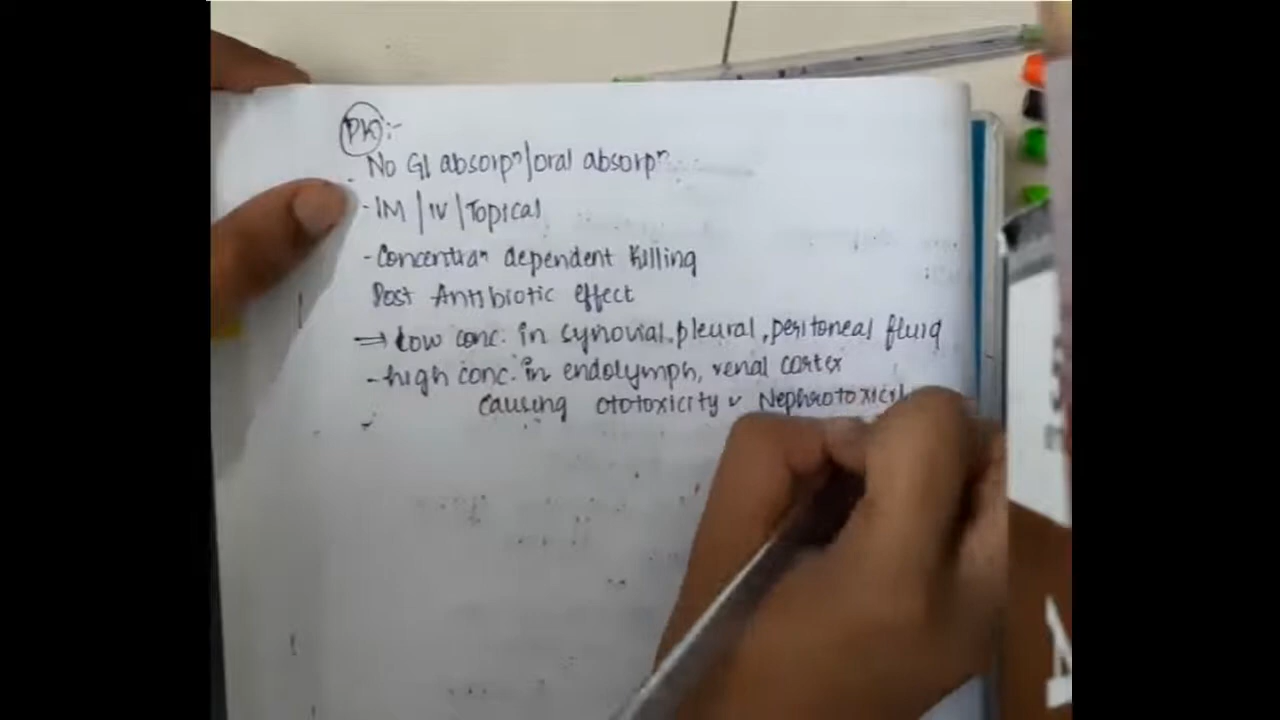 PK :-
- No GI absorpⁿ/oral absorpⁿ
- IM / IV / Topical
- Concentraⁿ dependent killing
Post Antibiotic effect
→ Low conc. in synovial, pleural, peritoneal fluid
- high conc. in endolymph, renal cortex
causing ototoxicity